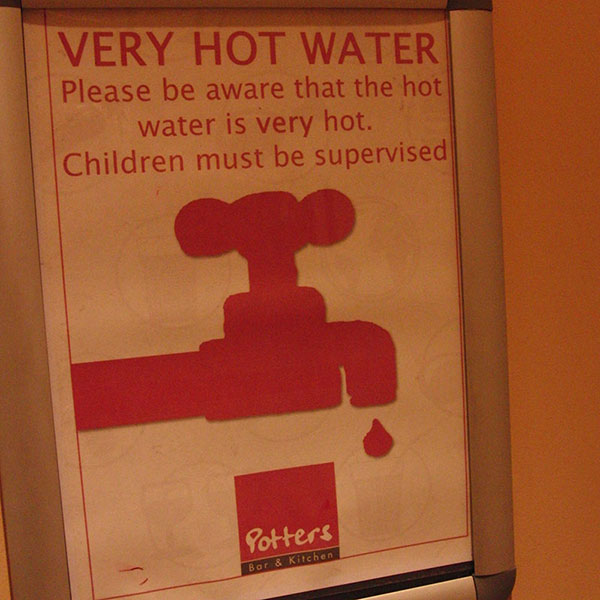 VERY HOT WATER
Please be aware that the hot
water is very hot.
Children must be supervised
Potters
Bar & Kitchen